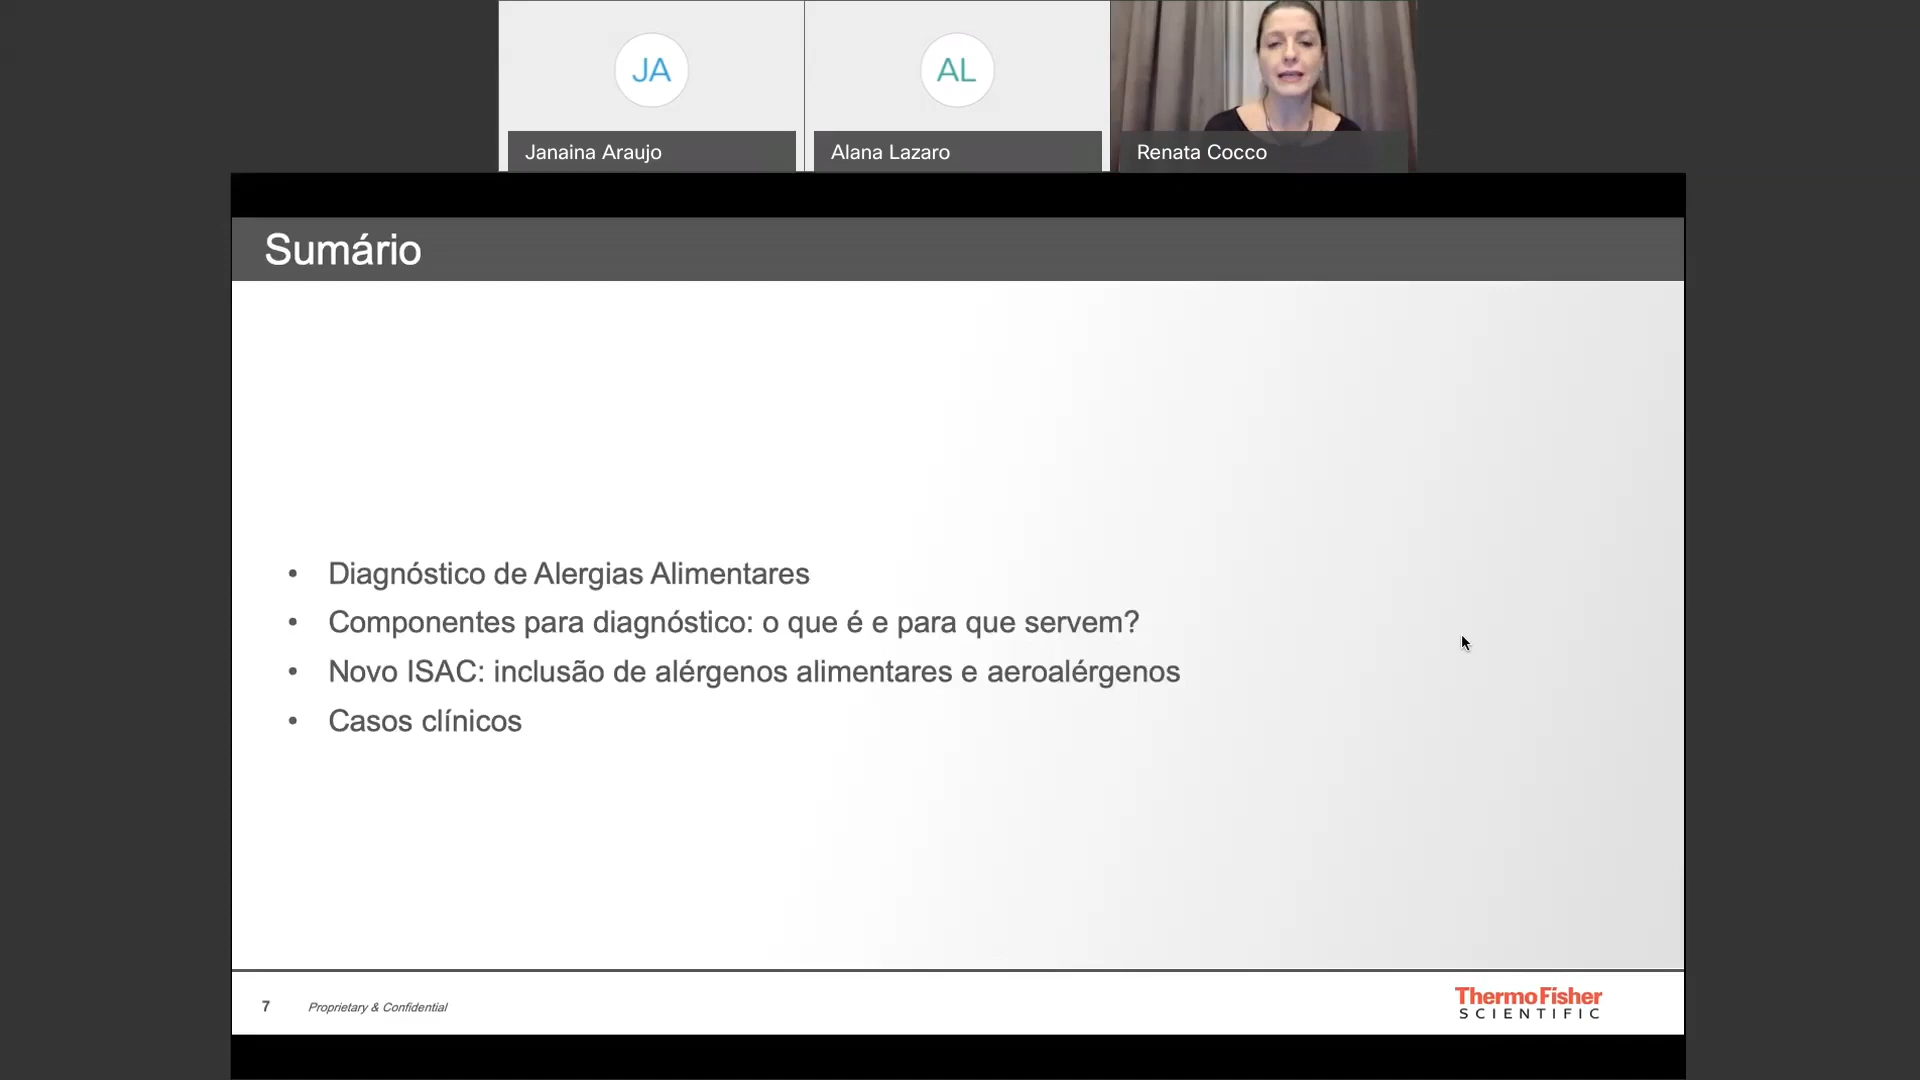 JA
AL
Janaina Araujo
Alana Lazaro
Renata Cocco
Sumário
• Diagnóstico de Alergias Alimentares
• Componentes para diagnóstico: o que é e para que servem?
• Novo ISAC: inclusão de alérgenos alimentares e aeroalérgenos
• Casos clínicos
7 Proprietary & Confidential
ThermoFisher
SCIENTIFIC